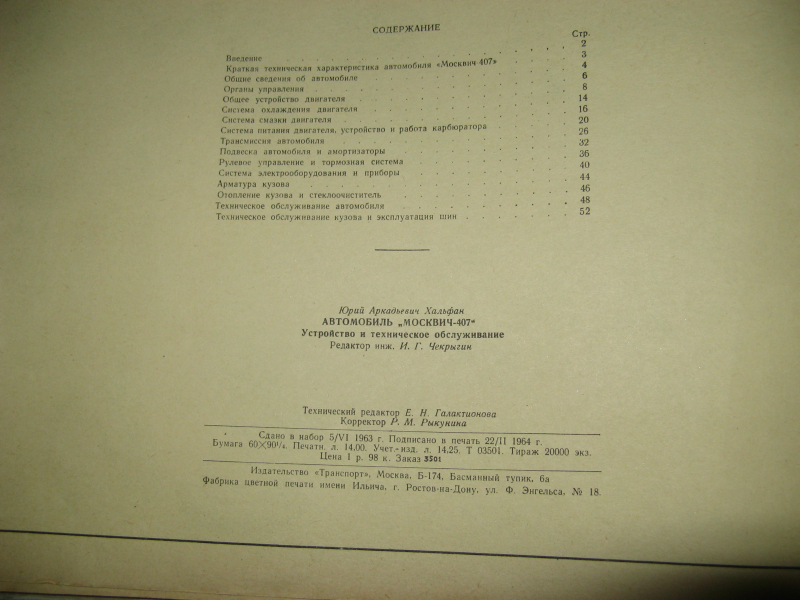 СОДЕРЖАНИЕ
Стр.
Введение 2
Краткая техническая характеристика автомобиля «Москвич-407» 3
Общие сведения об автомобиле 4
Органы управления 6
Общее устройство двигателя 8
Система охлаждения двигателя 14
Система смазки двигателя 16
Система питания двигателя, устройство и работа карбюратора 20
Трансмиссия автомобиля 26
Подвеска автомобиля и амортизаторы 32
Рулевое управление и тормозная система 36
Система электрооборудования и приборы 40
Арматура кузова 44
Отопление кузова и стеклоочиститель 46
Техническое обслуживание автомобиля 48
Техническое обслуживание кузова и эксплуатация шин 52
Юрий Аркадьевич Хальфан
АВТОМОБИЛЬ „МОСКВИЧ-407"
Устройство и техническое обслуживание
Редактор инж. И. Г. Чекрыгин
Технический редактор Е. Н. Галактионова
Корректор Р. М. Рыкунина
Сдано в набор 5/VI 1963 г. Подписано в печать 22/II 1964 г.
Бумага 60×90¹/₈. Печатн. л. 14,00. Учет.-изд. л. 14,25. Т 03501. Тираж 20000 экз.
Цена 1 р. 98 к. Заказ 3501
Издательство «Транспорт», Москва, Б-174, Басманный тупик, 6а
Фабрика цветной печати имени Ильича, г. Ростов-на-Дону, ул. Ф. Энгельса, № 18.